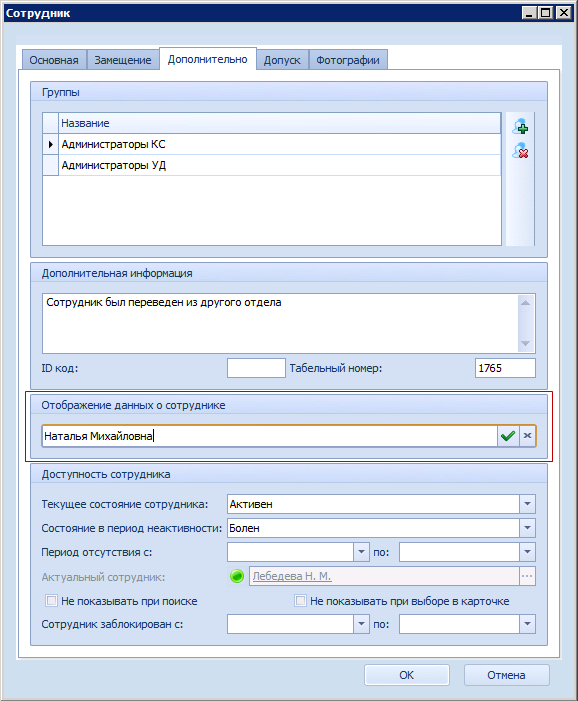 Сотрудник
Основная Замещение Дополнительно Допуск Фотографии
Группы
Название
Администраторы КС
Администраторы УД
Дополнительная информация
Сотрудник был переведен из другого отдела
ID код: Табельный номер: 1765
Отображение данных о сотруднике
Наталья Михайловна
Доступность сотрудника
Текущее состояние сотрудника: Активен
Состояние в период неактивности: Болен
Период отсутствия с: по:
Актуальный сотрудник: Лебедева Н. М. ...
Не показывать при поиске Не показывать при выборе в карточке
Сотрудник заблокирован с: по:
OK Отмена